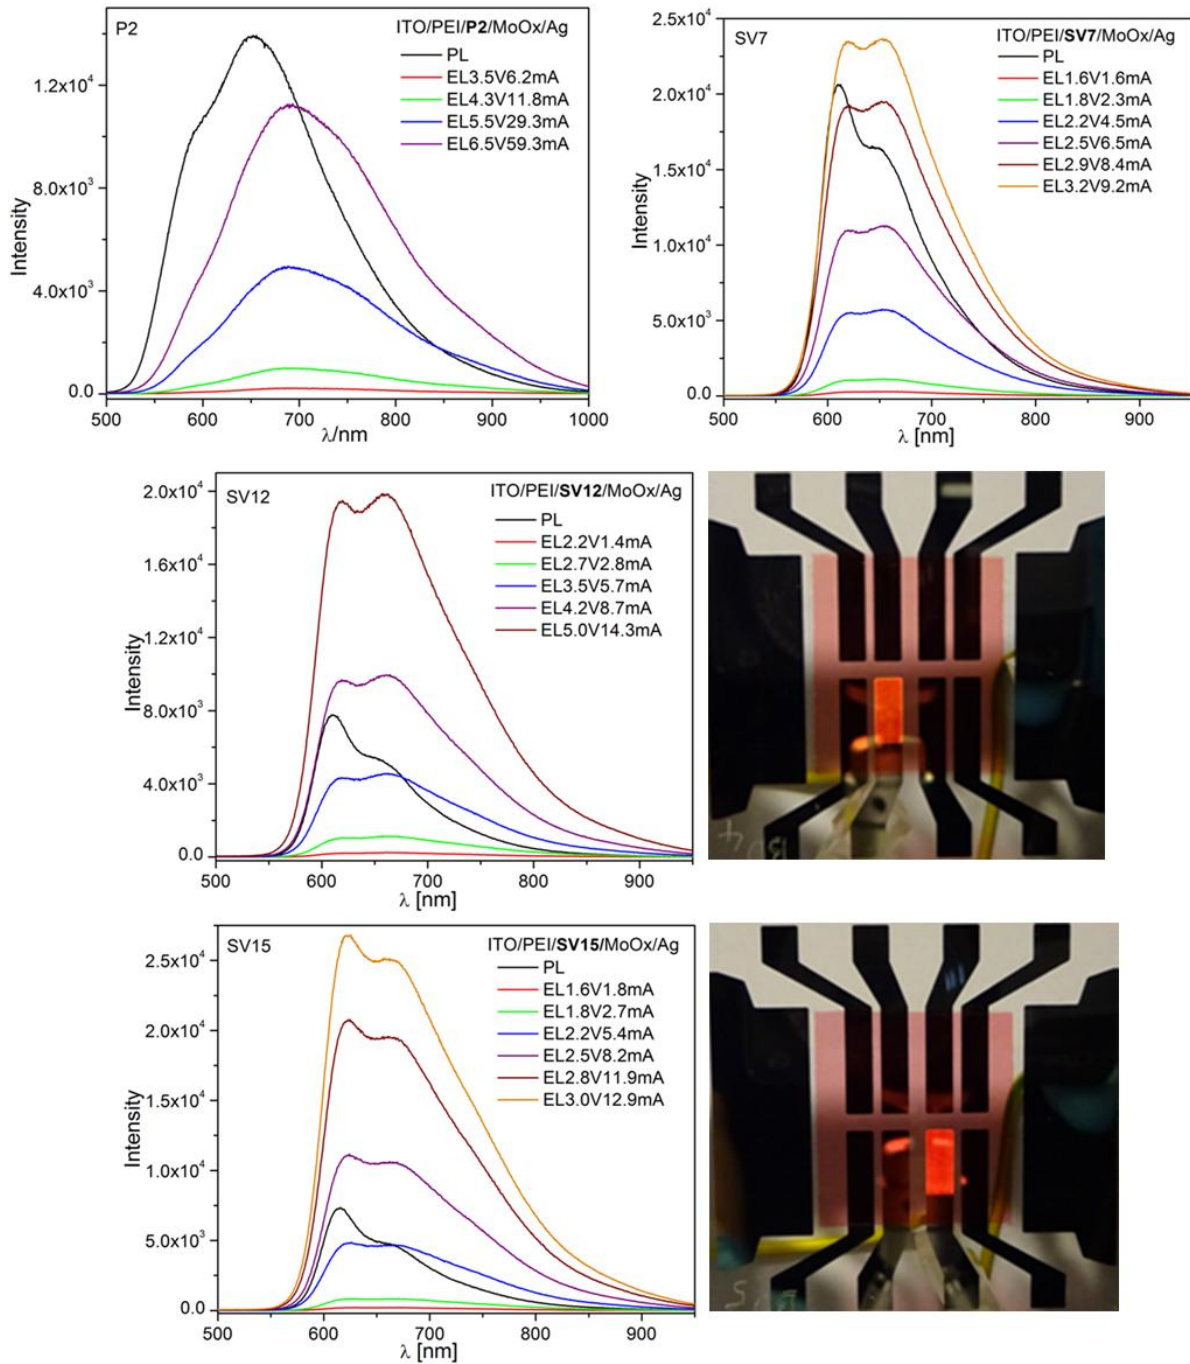 P2
ITO/PEI/P2/MoOx/Ag
PL
EL3.5V6.2mA
EL4.3V11.8mA
EL5.5V29.3mA
EL6.5V59.3mA
1.2x10⁴
8.0x10³
4.0x10³
0.0
Intensity
500 600 700 800 900 1000
λ/nm
SV7
ITO/PEI/SV7/MoOx/Ag
PL
EL1.6V1.6mA
EL1.8V2.3mA
EL2.2V4.5mA
EL2.5V6.5mA
EL2.9V8.4mA
EL3.2V9.2mA
2.5x10⁴
2.0x10⁴
1.5x10⁴
1.0x10⁴
5.0x10³
0.0
Intensity
500 600 700 800 900
λ [nm]
SV12
ITO/PEI/SV12/MoOx/Ag
PL
EL2.2V1.4mA
EL2.7V2.8mA
EL3.5V5.7mA
EL4.2V8.7mA
EL5.0V14.3mA
2.0x10⁴
1.6x10⁴
1.2x10⁴
8.0x10³
4.0x10³
0.0
Intensity
500 600 700 800 900
λ [nm]
SV15
ITO/PEI/SV15/MoOx/Ag
PL
EL1.6V1.8mA
EL1.8V2.7mA
EL2.2V5.4mA
EL2.5V8.2mA
EL2.8V11.9mA
EL3.0V12.9mA
2.5x10⁴
2.0x10⁴
1.5x10⁴
1.0x10⁴
5.0x10³
0.0
Intensity
500 600 700 800 900
λ [nm]